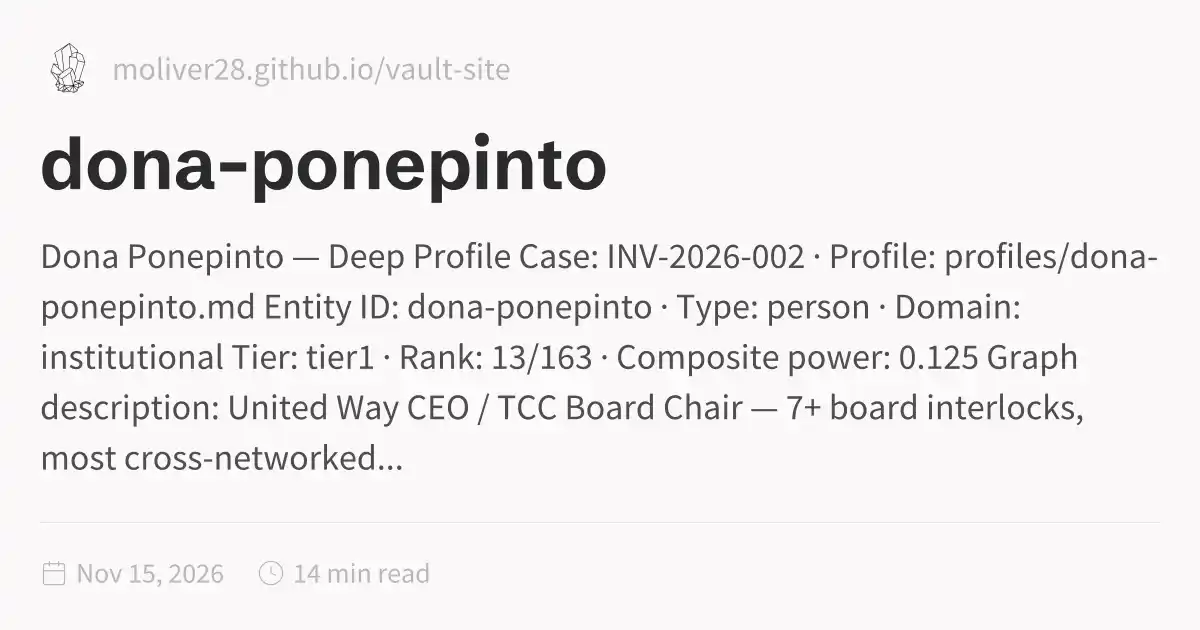 moliver28.github.io/vault-site
dona-ponepinto
Dona Ponepinto — Deep Profile Case: INV-2026-002 · Profile: profiles/dona-
ponepinto.md Entity ID: dona-ponepinto · Type: person · Domain:
institutional Tier: tier1 · Rank: 13/163 · Composite power: 0.125 Graph
description: United Way CEO / TCC Board Chair — 7+ board interlocks,
most cross-networked...
Nov 15, 2026 14 min read